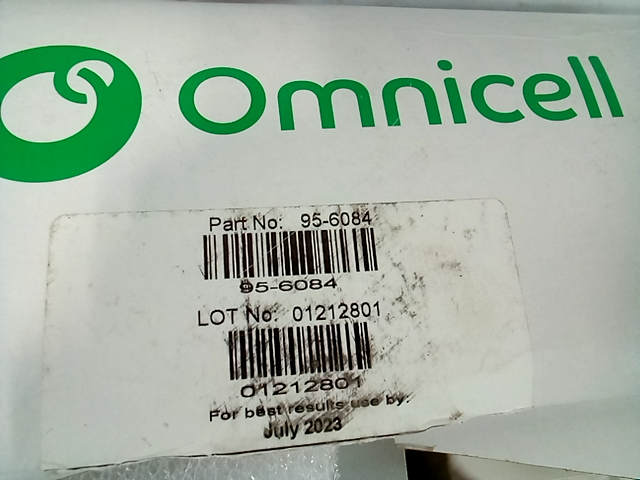 Omnicell
Part No: 95-6084
95-6084
LOT No: 01212801
01212801
For best results use by:
July 2023